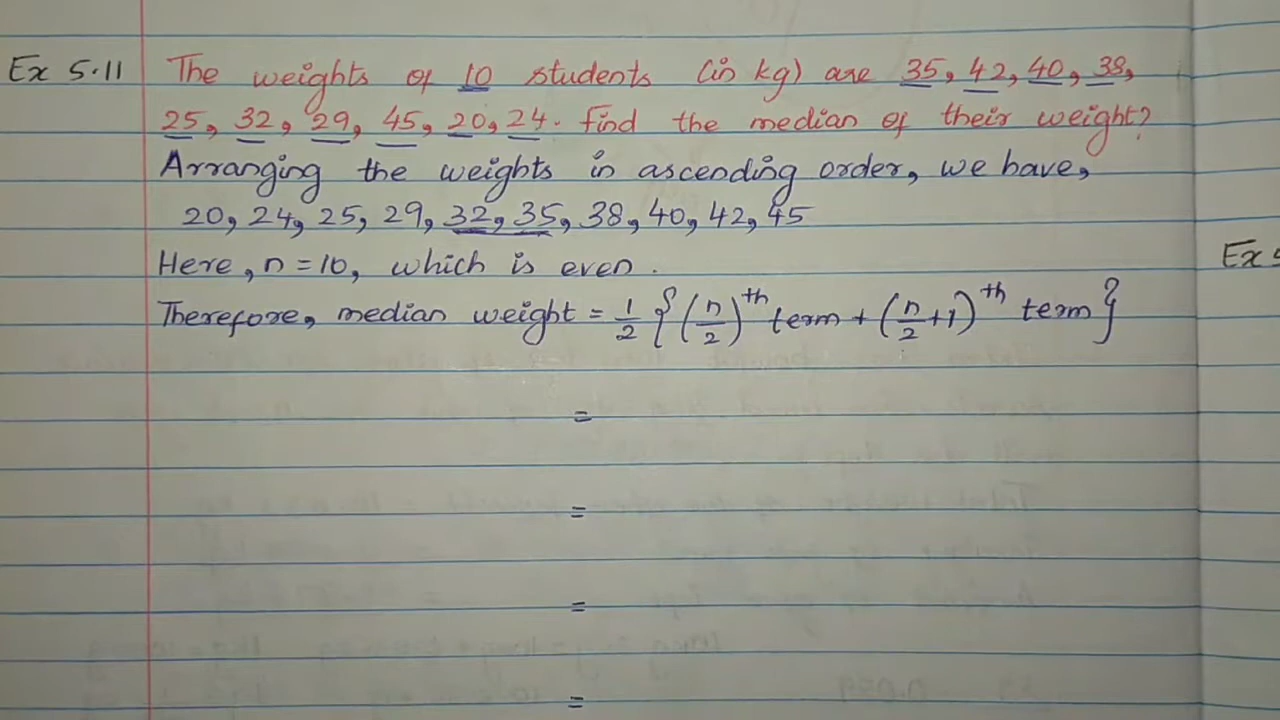 Ex 5.11 The weights of 10 students (in kg) are 35, 42, 40, 38,
25, 32, 29, 45, 20, 24. find the median of their weight?
Arranging the weights in ascending order, we have,
20, 24, 25, 29, 32, 35, 38, 40, 42, 45
Here, n = 10, which is even.
Ex
Therefore, median weight = 1/2 {(n/2)^th term + (n/2+1)^th term}
=
=
=
=